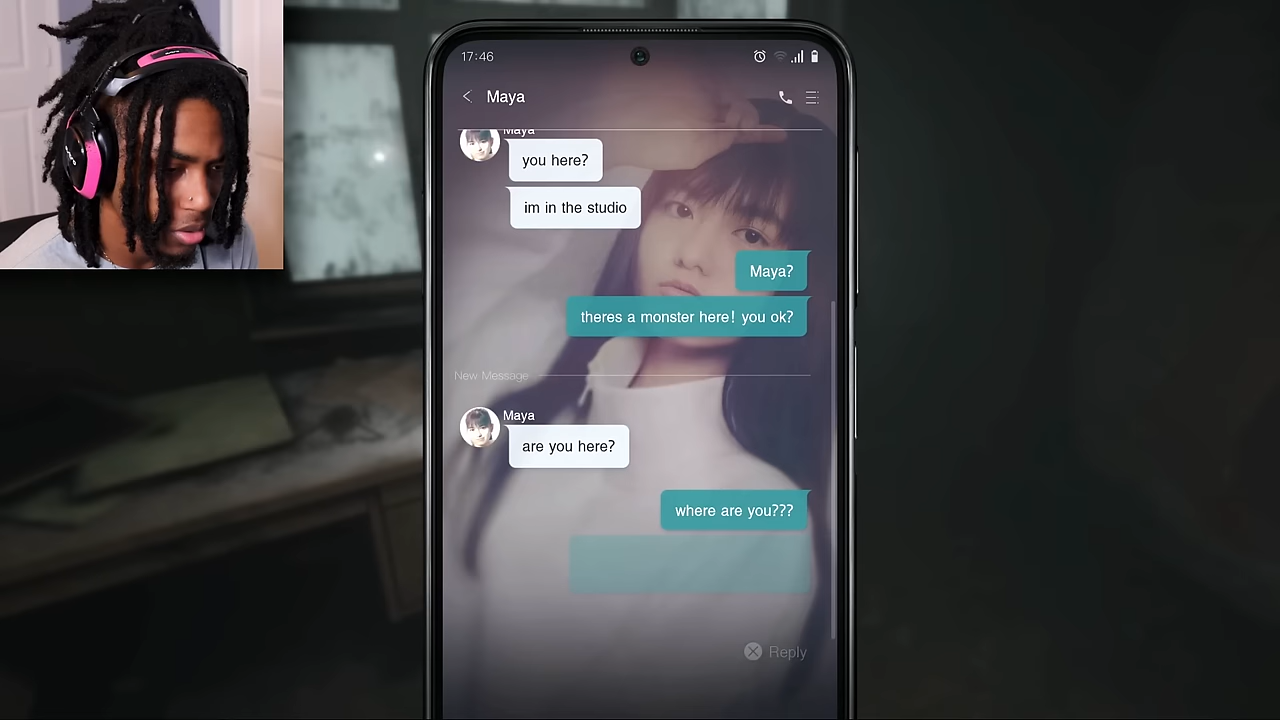 17:46
Maya
Maya
you here?
im in the studio
Maya?
theres a monster here! you ok?
New Message
Maya
are you here?
where are you???
Reply